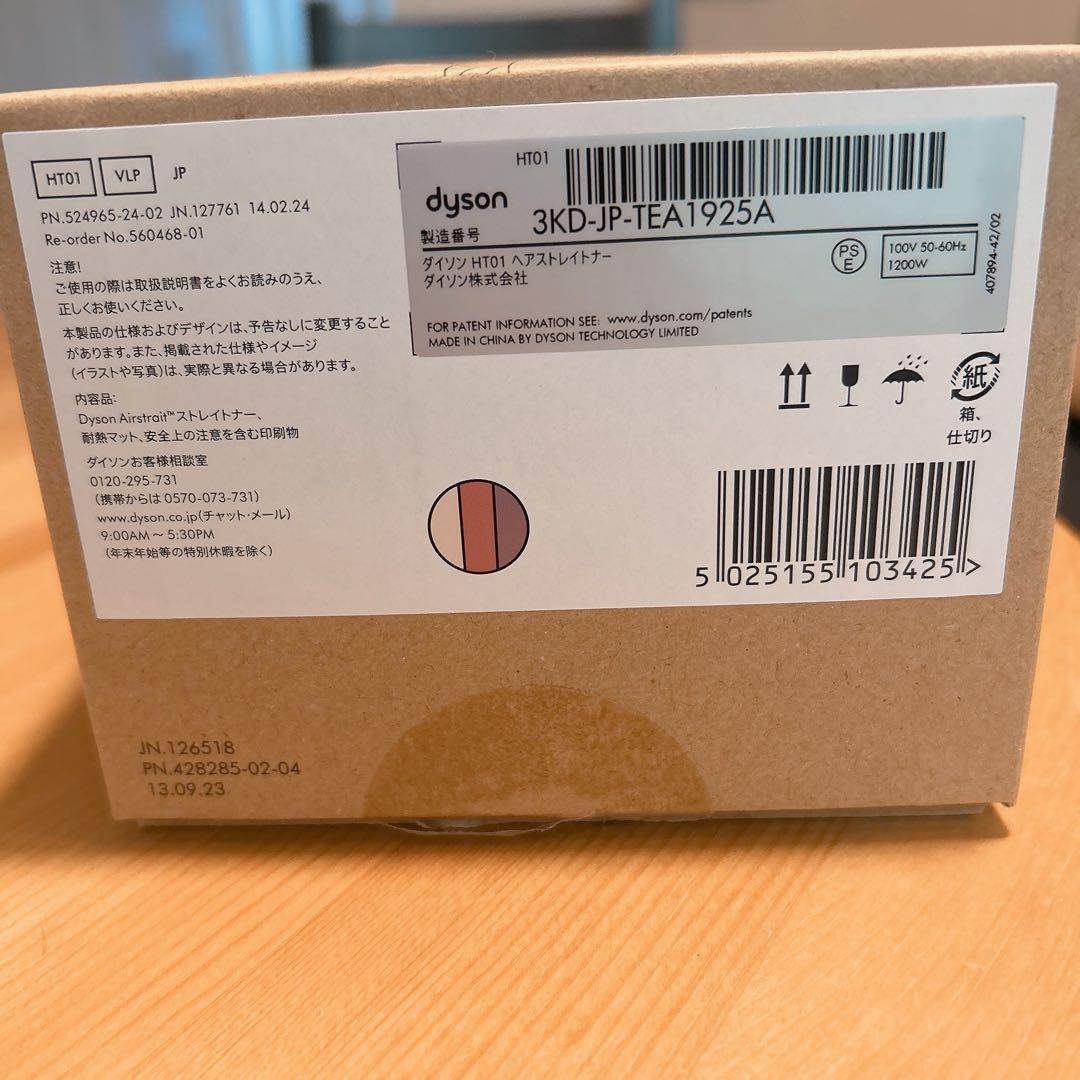 HT01 VLP JP
PN.524965-24-02 JN.127761 14.02.24
Re-order No.560468-01
注意!
ご使用の際は取扱説明書をよくお読みのうえ、
正しくお使いください。
本製品の仕様およびデザインは、予告なしに変更すること
があります。また、掲載された仕様やイメージ
(イラストや写真)は、実際と異なる場合があります。
内容品:
Dyson Airstrait™ストレイトナー、
耐熱マット、安全上の注意を含む印刷物
ダイソンお客様相談室
0120-295-731
(携帯からは 0570-073-731)
www.dyson.co.jp(チャット・メール)
9:00AM～5:30PM
(年末年始等の特別休暇を除く)
HT01
dyson
製造番号 3KD-JP-TEA1925A
ダイソン HT01 ヘアストレイトナー
ダイソン株式会社
PS
E
100V 50-60Hz
1200W
407894-42/02
FOR PATENT INFORMATION SEE: www.dyson.com/patents
MADE IN CHINA BY DYSON TECHNOLOGY LIMITED
紙
箱、
仕切り
5 025155 103425 >
JN.126518
PN.428285-02-04
13.09.23